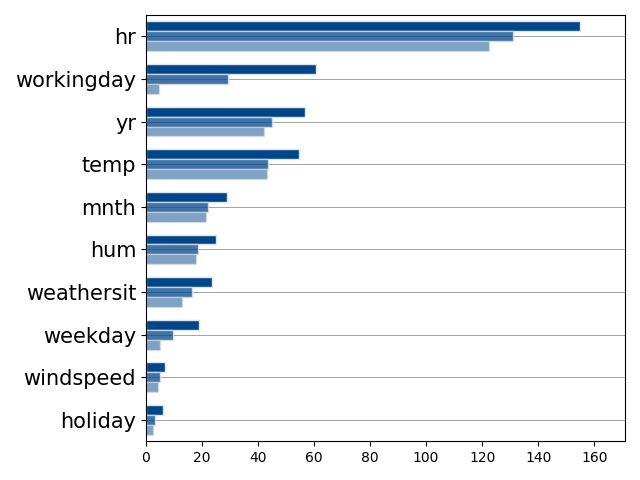 hr
workingday
yr
temp
mnth
hum
weathersit
weekday
windspeed
holiday
0 20 40 60 80 100 120 140 160